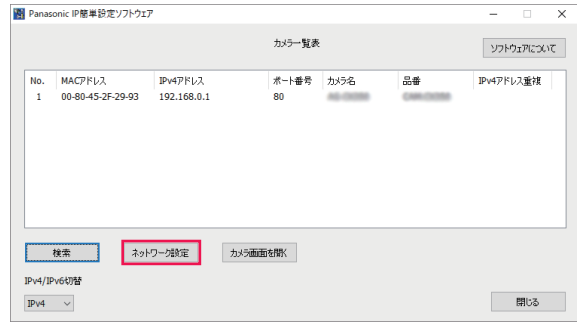 Panasonic IP簡単設定ソフトウェア
カメラ一覧表
ソフトウェアについて
No. MACアドレス IPv4アドレス ポート番号 カメラ名 品番 IPv4アドレス重複
1 00-80-45-2F-29-93 192.168.0.1 80
検索 ネットワーク設定 カメラ画面を開く
IPv4/IPv6切替
IPv4 閉じる